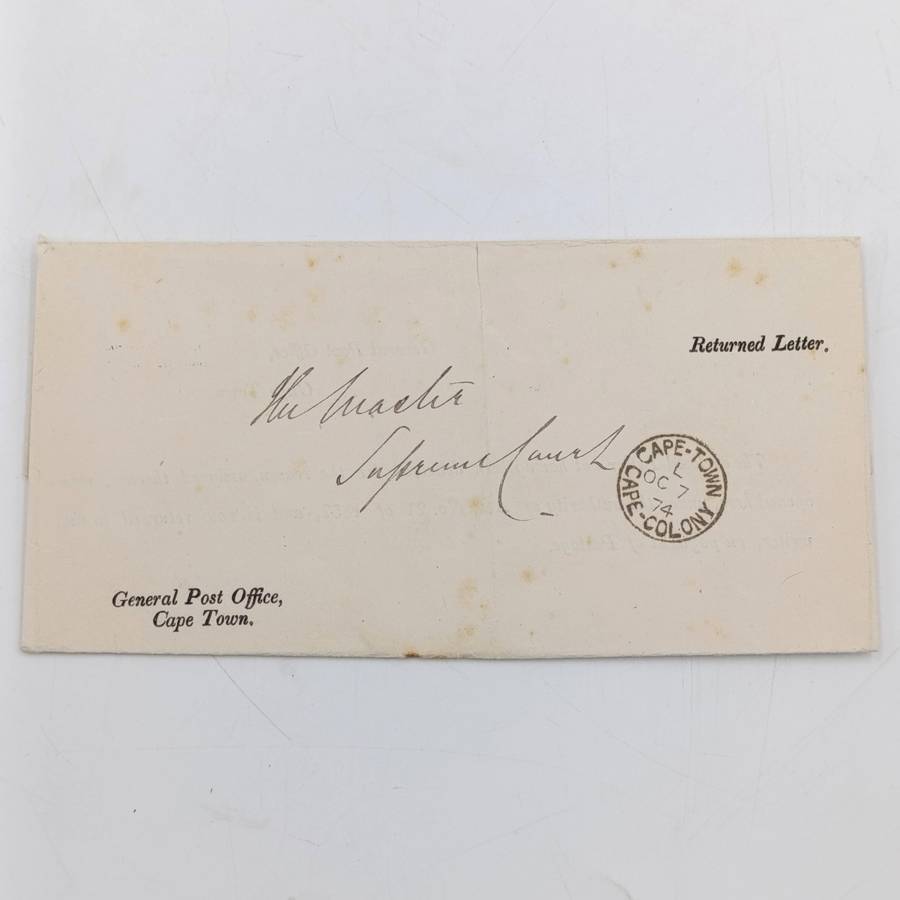 Returned Letter.
The Master
Supreme Court
CAPE-TOWN
L
OC 7
74
CAPE-COLONY
General Post Office,
Cape Town.